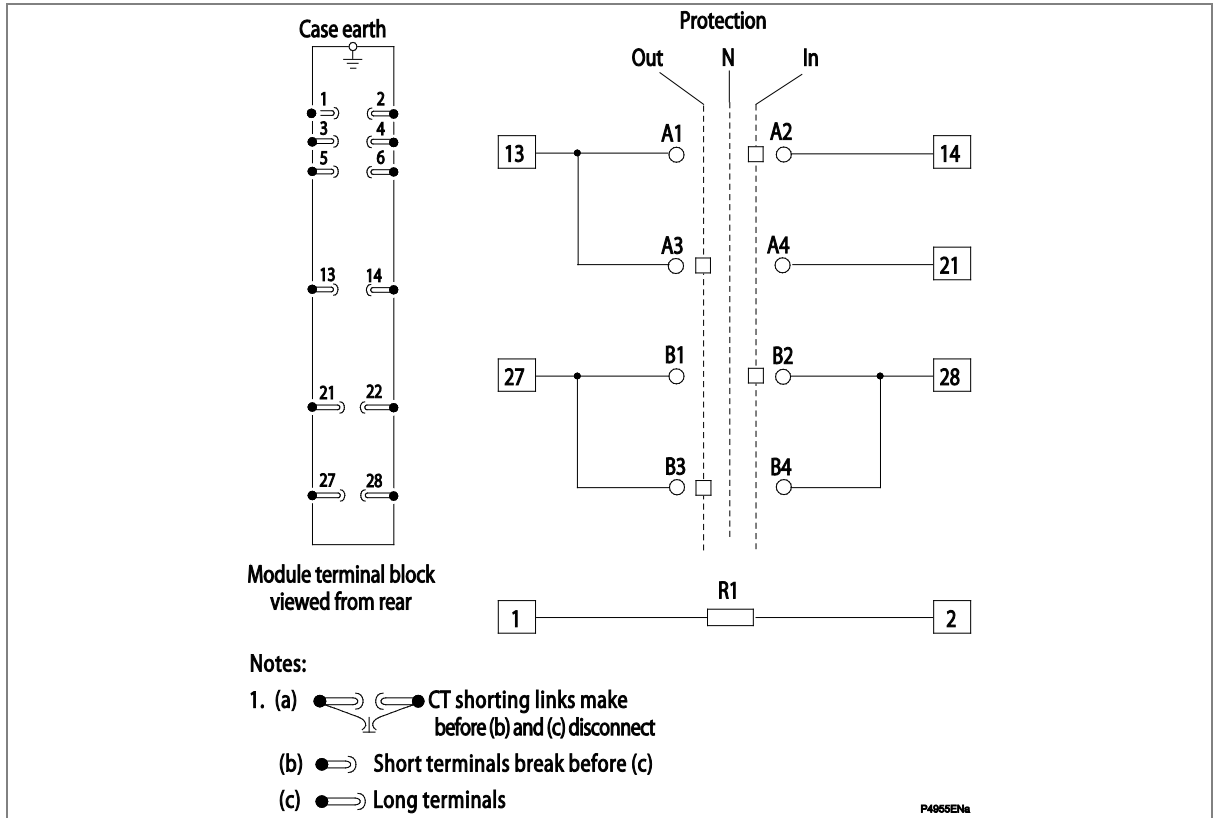 Case earth
Protection
Out N In
1 2
3 4
5 6
13 14
21 22
27 28
13 A1 A2 14
A3 A4 21
27 B1 B2 28
B3 B4
Module terminal block
viewed from rear
R1
1 2
Notes:
1. (a) CT shorting links make
before (b) and (c) disconnect
(b) Short terminals break before (c)
(c) Long terminals
P4955ENa